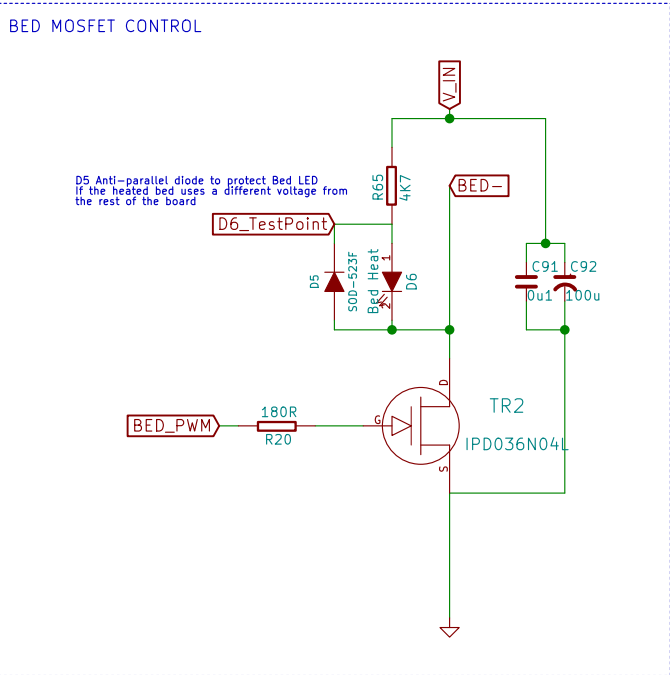 BED MOSFET CONTROL
V_IN
D5 Anti-parallel diode to protect Bed LED
If the heated bed uses a different voltage from
the rest of the board
R65
4K7
BED-
D6_TestPoint
D5
SOD-523F
Bed Heat
1
2
D6
C91
C92
0u1
100u
D
TR2
180R
G
BED_PWM
R20
IPD036N04L
S